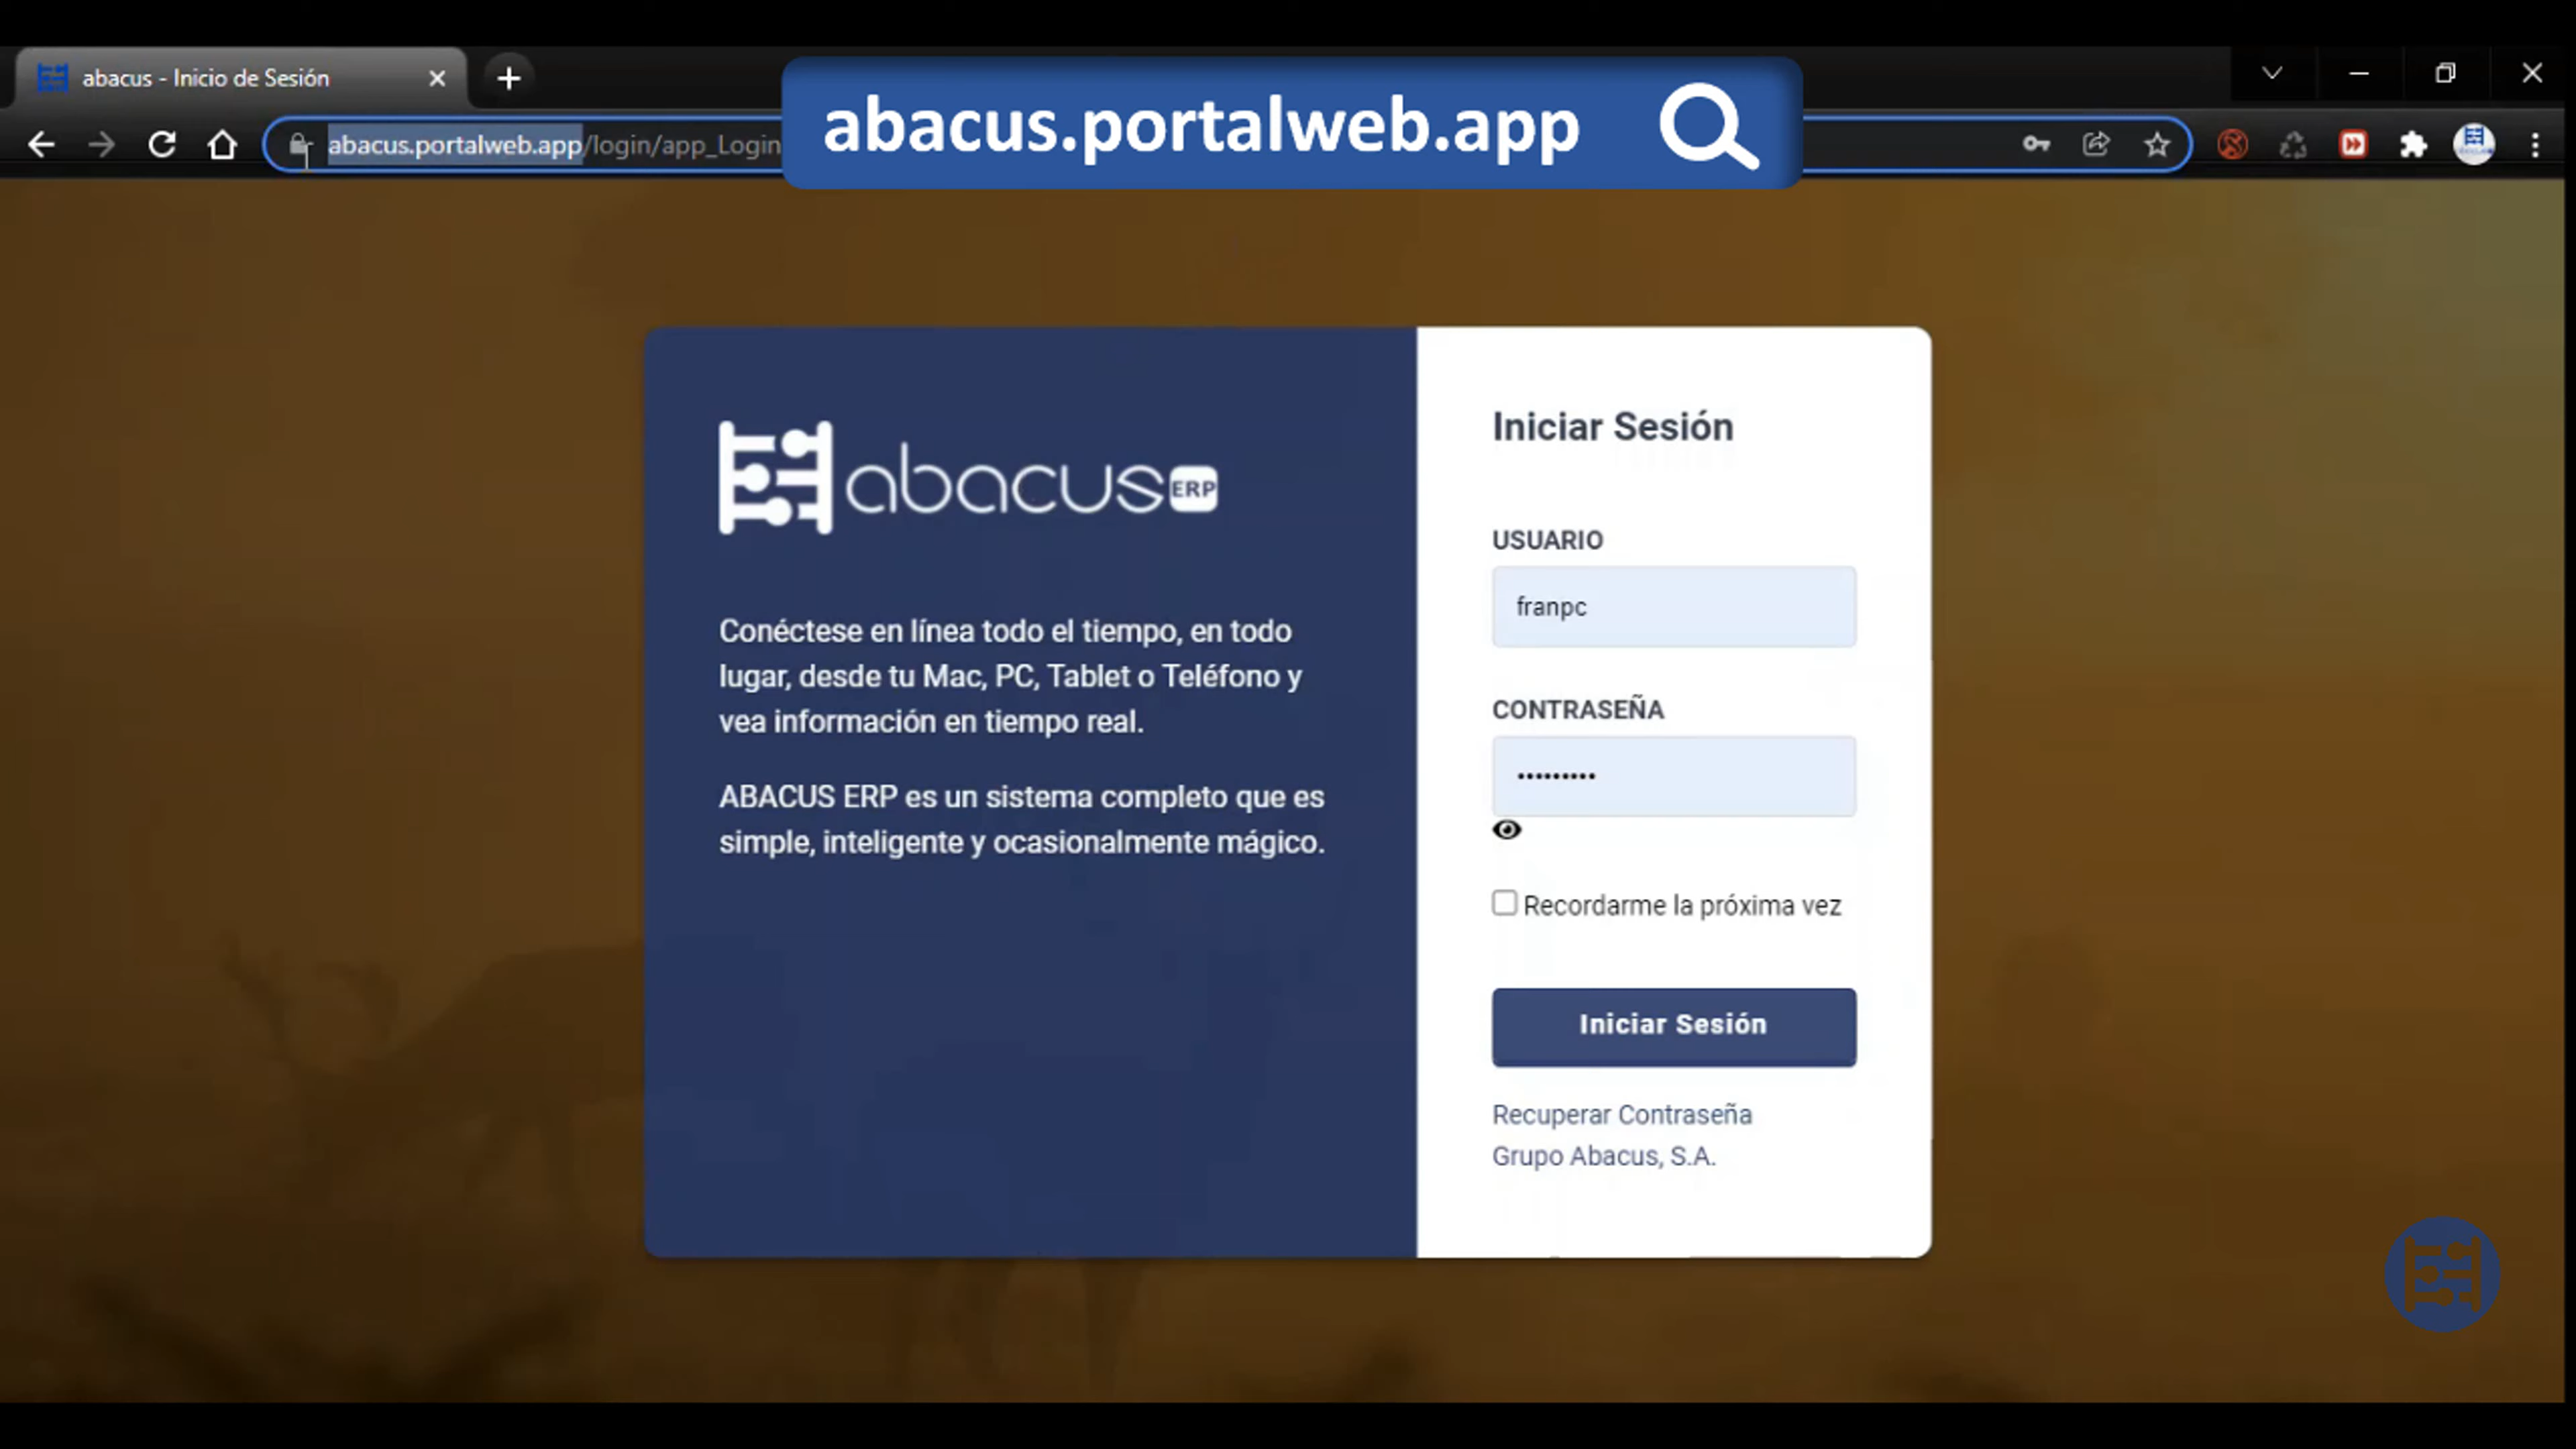 abacus - Inicio de Sesión
abacus.portalweb.app/login/app_Login
abacus.portalweb.app
abacus ERP
Conéctese en línea todo el tiempo, en todo
lugar, desde tu Mac, PC, Tablet o Teléfono y
vea información en tiempo real.
ABACUS ERP es un sistema completo que es
simple, inteligente y ocasionalmente mágico.
Iniciar Sesión
USUARIO
franpc
CONTRASEÑA
•••••••••
Recordarme la próxima vez
Iniciar Sesión
Recuperar Contraseña
Grupo Abacus, S.A.